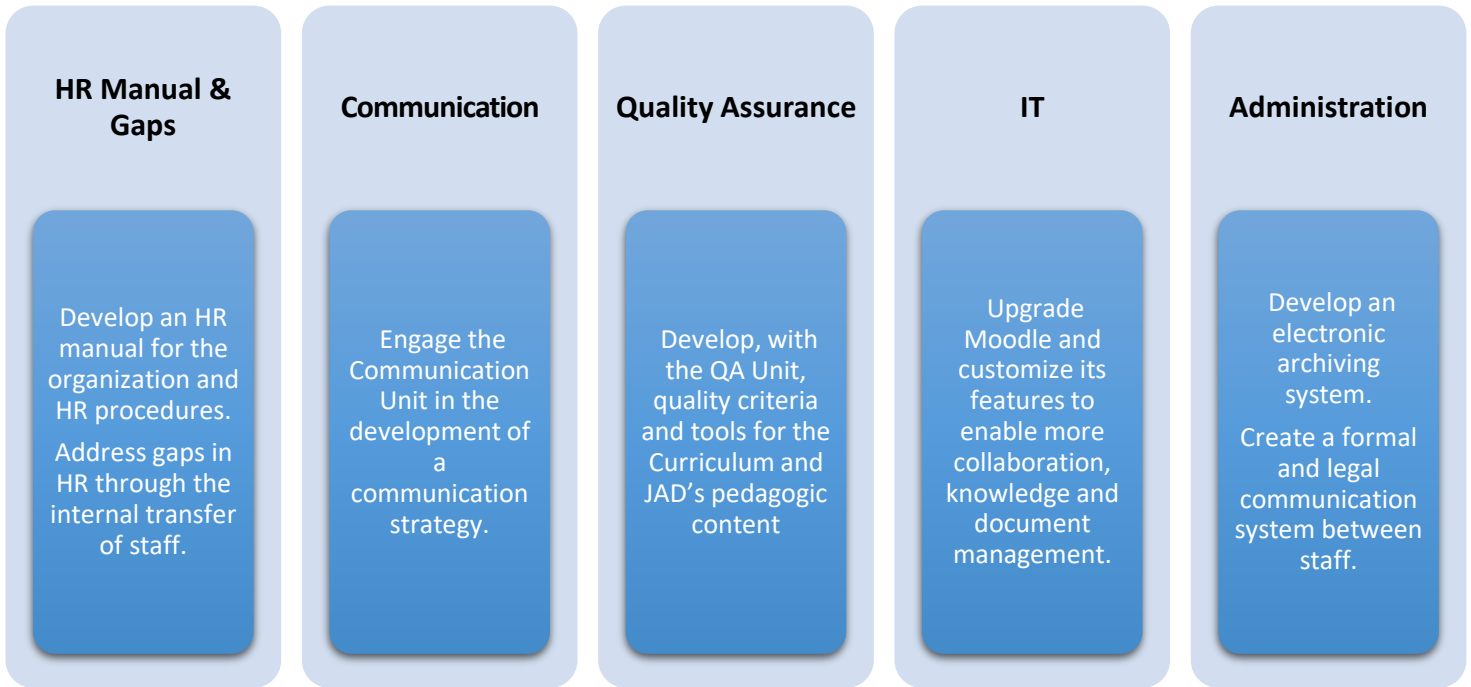 HR Manual &
Gaps
Develop an HR
manual for the
organization and
HR procedures.
Address gaps in
HR through the
internal transfer
of staff.
Communication
Engage the
Communication
Unit in the
development of
a
communication
strategy.
Quality Assurance
Develop, with
the QA Unit,
quality criteria
and tools for the
Curriculum and
JAD’s pedagogic
content
IT
Upgrade
Moodle and
customize its
features to
enable more
collaboration,
knowledge and
document
management.
Administration
Develop an
electronic
archiving
system.
Create a formal
and legal
communication
system between
staff.